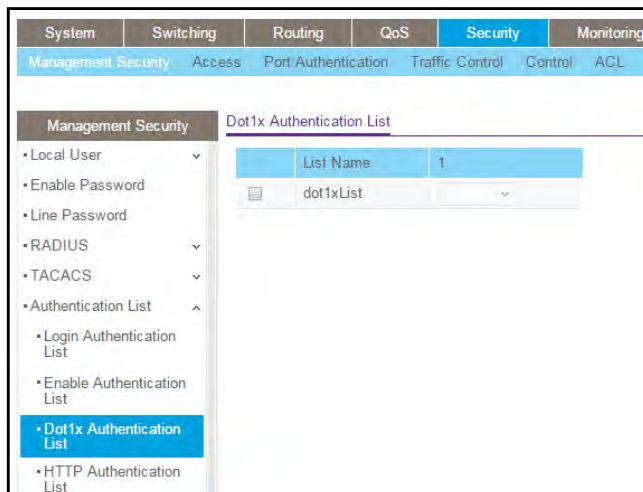 System Switching Routing QoS Security Monitoring
Management Security Access Port Authentication Traffic Control Control ACL
Management Security
Dot1x Authentication List
List Name 1
dot1xList
Local User
Enable Password
Line Password
RADIUS
TACACS
Authentication List
Login Authentication
List
Enable Authentication
List
Dot1x Authentication
List
HTTP Authentication
List